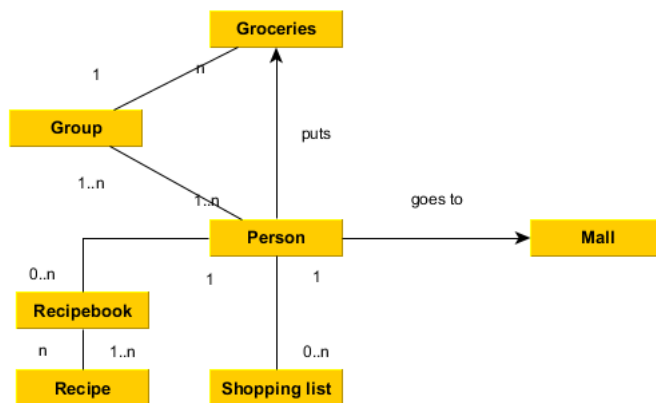 Groceries
1
n
Group
puts
1..n
1..n
goes to
Person
Mall
0..n
1
1
Recipebook
n
1..n
0..n
Recipe
Shopping list